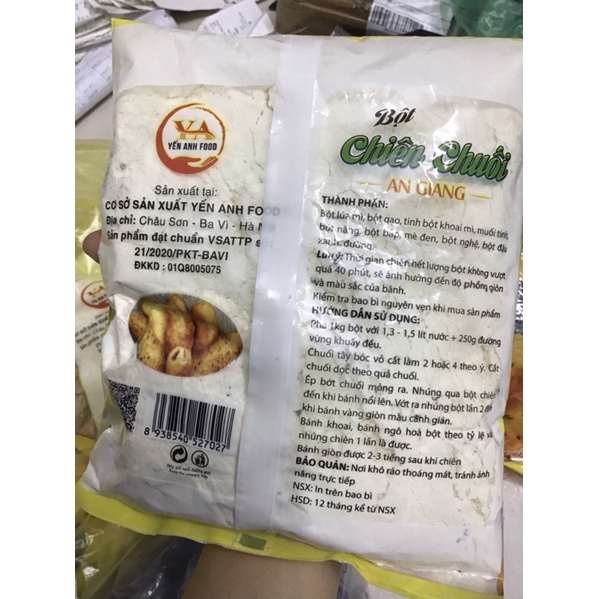 YA
YẾN ANH FOOD
Sản xuất tại:
CƠ SỞ SẢN XUẤT YẾN ANH FOOD
Địa chỉ: Châu Sơn - Ba Vì - Hà N
Sản phẩm đạt chuẩn VSATTP s
21/2020/PKT-BAVI
ĐKKD : 01Q8005075
8 938540 527027
Bột
Chiên Chuối
AN GIANG
THÀNH PHẦN:
Bột lúa mì, bột gạo, tinh bột khoai mì, muối tinh,
bột năng, bột bắp, mè đen, bột nghệ, bột đậu
xanh, đường.
Lưu ý: Thời gian chiên hết lượng bột không vượt
quá 40 phút, sẽ ảnh hưởng đến độ phồng giòn
và màu sắc của bánh.
Kiểm tra bao bì nguyên vẹn khi mua sản phẩm
HƯỚNG DẪN SỬ DỤNG:
Pha 1kg bột với 1,3 - 1,5 lít nước + 250g đường
vừng khuấy đều.
Chuối tây bóc vỏ cắt làm 2 hoặc 4 theo ý. Cắt
chuối dọc theo quả chuối.
Ép bớt chuối mỏng ra. Nhúng qua bột chiên
đến khi bánh nổi lên. Vớt ra nhúng bột lần 2 đến
khi bánh vàng giòn màu cánh gián.
Bánh khoai, bánh ngô hoà bột theo tỷ lệ và
nhúng chiên 1 lần là được.
Bánh giòn được 2-3 tiếng sau khi chiên
BẢO QUẢN: Nơi khô ráo thoáng mát, tránh ánh
nắng trực tiếp
NSX: In trên bao bì
HSD: 12 tháng kể từ NSX